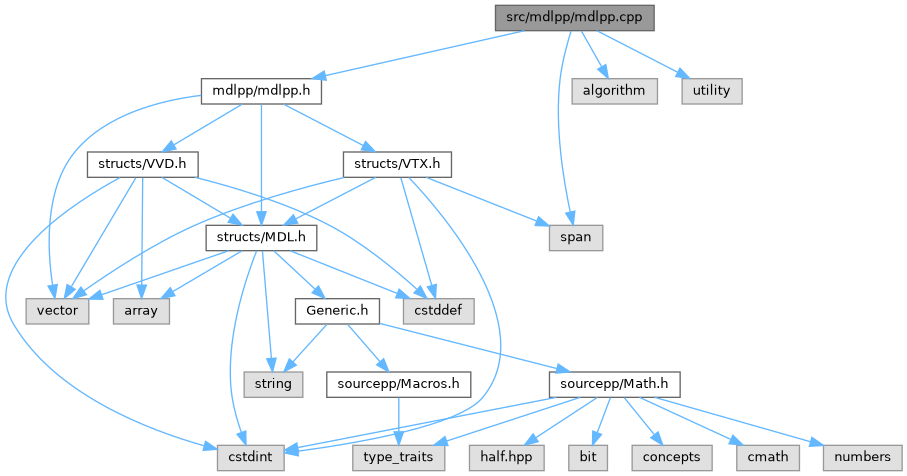 src/mdlpp/mdlpp.cpp
mdlpp/mdlpp.h
algorithm
utility
structs/VVD.h
structs/VTX.h
structs/MDL.h
span
vector
array
Generic.h
cstddef
string
sourcepp/Macros.h
sourcepp/Math.h
cstdint
type_traits
half.hpp
bit
concepts
cmath
numbers